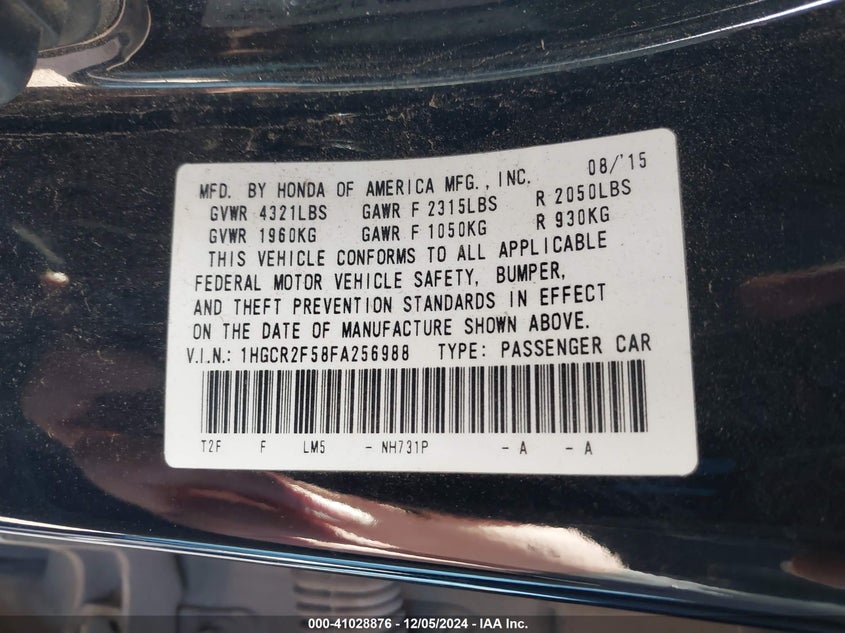 08/'15
MFD. BY HONDA OF AMERICA MFG., INC.
GVWR 4321LBS GAWR F 2315LBS R 2050LBS
GVWR 1960KG GAWR F 1050KG R 930KG
THIS VEHICLE CONFORMS TO ALL APPLICABLE
FEDERAL MOTOR VEHICLE SAFETY, BUMPER,
AND THEFT PREVENTION STANDARDS IN EFFECT
ON THE DATE OF MANUFACTURE SHOWN ABOVE.
V.I.N.: 1HGCR2F58FA256988 TYPE: PASSENGER CAR
T2F F LM5 - NH731P - A - A
000-41028876 - 12/05/2024 - IAA Inc.